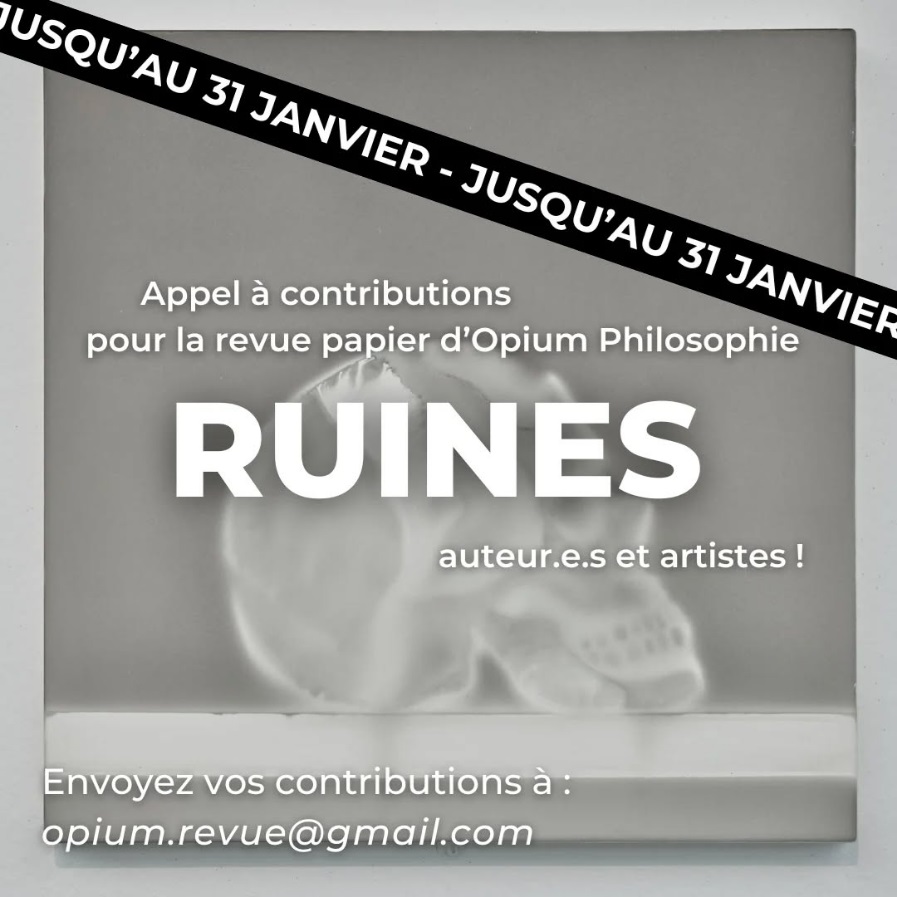 JUSQU'AU 31 JANVIER - JUSQU'AU 31 JANVIER
Appel à contributions
pour la revue papier d'Opium Philosophie
RUINES
auteur.e.s et artistes !
Envoyez vos contributions à :
opium.revue@gmail.com